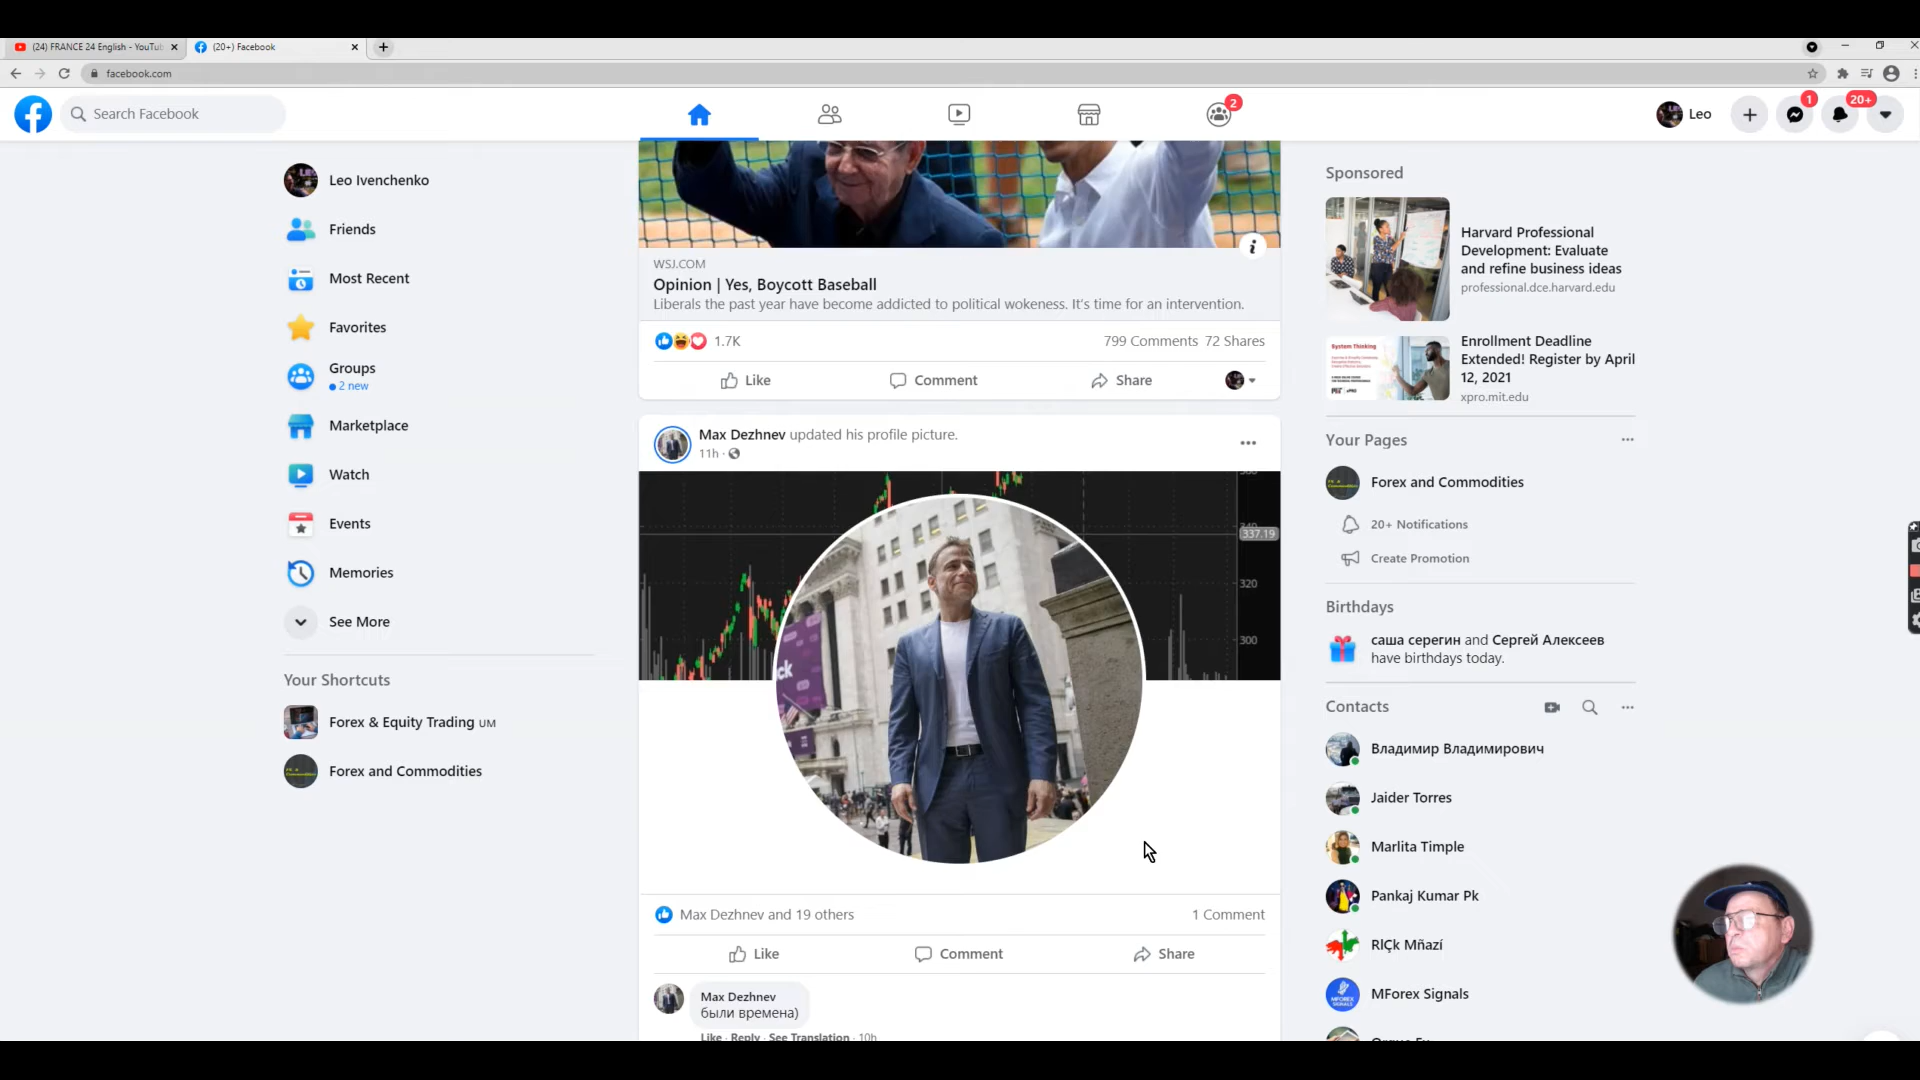 (24) FRANCE 24 English - YouTu
(20+) Facebook
facebook.com
Search Facebook
2
Leo
1
20+
Leo Ivenchenko
Friends
Most Recent
Favorites
Groups
2 new
Marketplace
Watch
Events
Memories
See More
Your Shortcuts
Forex & Equity Trading UM
Forex and Commodities
WSJ.COM
Opinion | Yes, Boycott Baseball
Liberals the past year have become addicted to political wokeness. It's time for an intervention.
1.7K
799 Comments 72 Shares
Like
Comment
Share
Max Dezhnev updated his profile picture.
11h ·
337.19
320
300
ck
Max Dezhnev and 19 others
1 Comment
Like
Comment
Share
Max Dezhnev
были времена)
Like · Reply · See Translation · 10h
Sponsored
Harvard Professional
Development: Evaluate
and refine business ideas
professional.dce.harvard.edu
System Thinking
Enrollment Deadline
Extended! Register by April
12, 2021
xpro.mit.edu
Your Pages
Forex and Commodities
20+ Notifications
Create Promotion
Birthdays
саша серегин and Сергей Алексеев
have birthdays today.
Contacts
Владимир Владимирович
Jaider Torres
Marlita Timple
Pankaj Kumar Pk
RIÇk Mñazí
MForex Signals